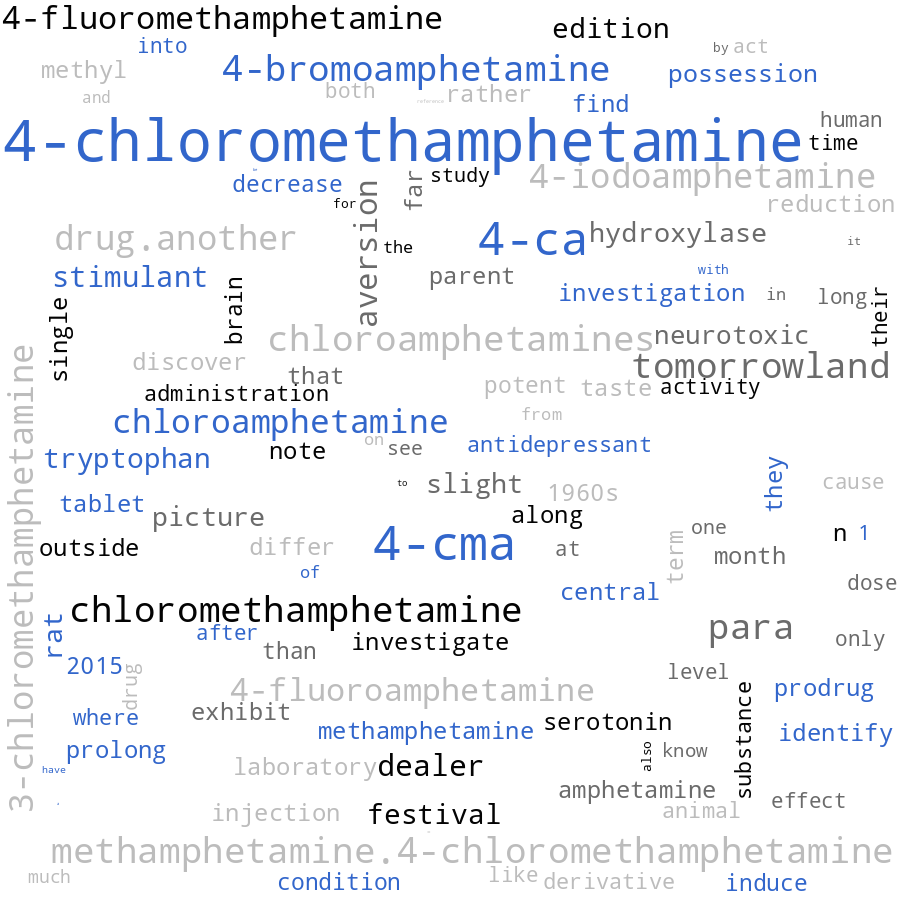 4-fluoromethamphetamine
edition
into
by
act
methyl
4-bromoamphetamine
possession
both
rather
and
reference
find
4-chloromethamphetamine
human
time
decrease
far
study
4-iodoamphetamine
for
aversion
reduction
drug.another
the
4-ca
hydroxylase
it
stimulant
parent
with
investigation
in
long
their
single
brain
chloroamphetamines
neurotoxic
discover
that
tomorrowland
administration
potent
taste
activity
chloroamphetamine
from
note
on
see
antidepressant
tryptophan
they
to
slight
1960s
cause
tablet
picture
along
outside
differ
4-cma
at
term
one
month
n
1
of
central
dose
3-chloromethamphetamine
chloromethamphetamine
rat
after
than
investigate
para
only
2015
drug
4-fluoroamphetamine
level
prodrug
where
exhibit
methamphetamine
serotonin
substance
identify
prolong
also
know
have
laboratory
dealer
amphetamine
effect
.
injection
festival
animal
methamphetamine.4-chloromethamphetamine
much
condition
like
derivative
induce